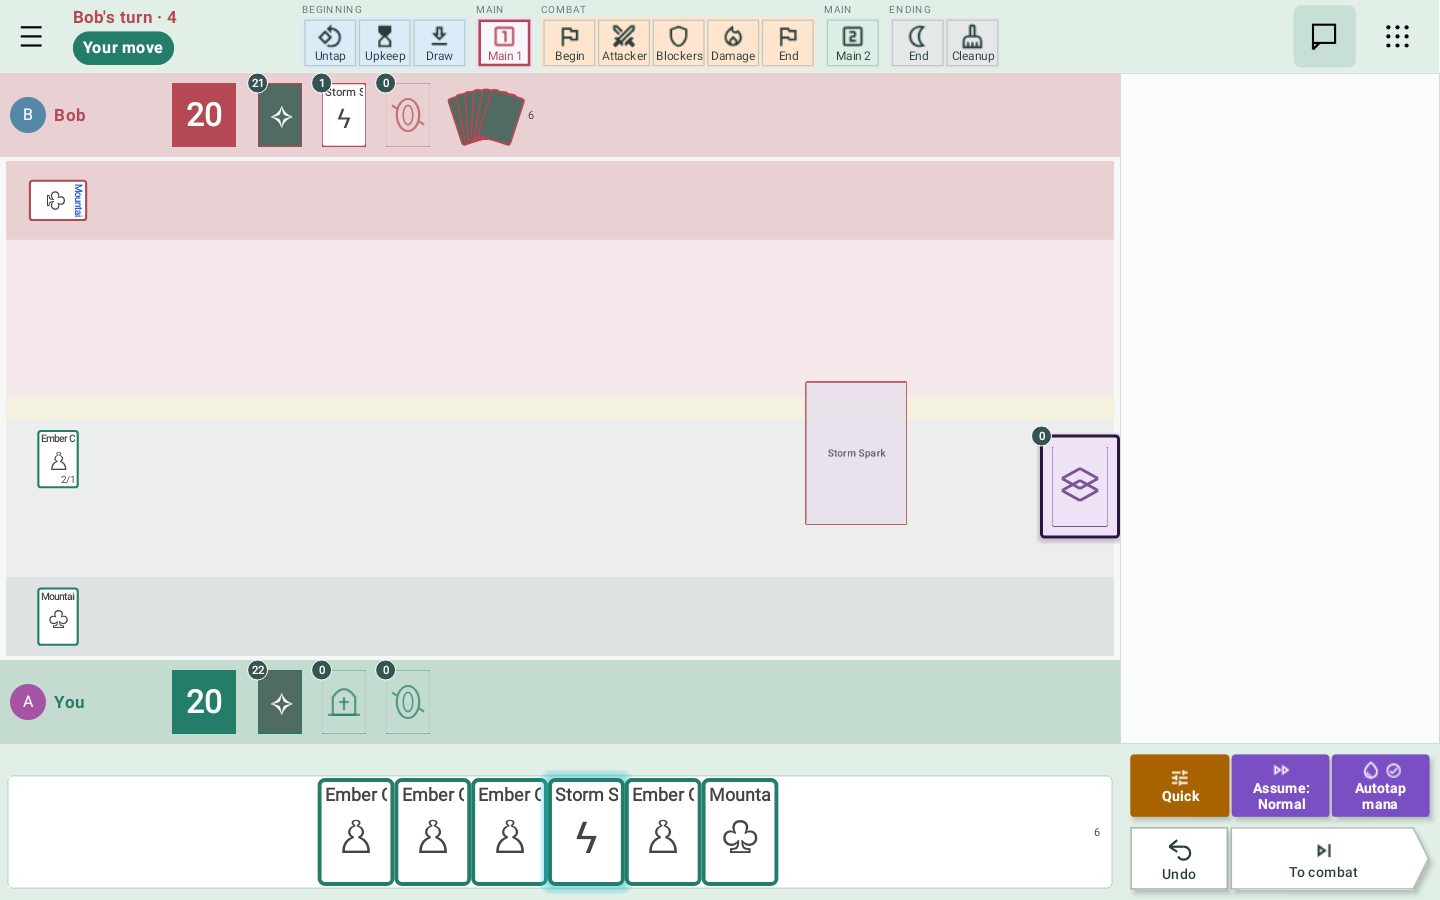 Bob's turn · 4
Your move
BEGINNING
MAIN
COMBAT
MAIN
ENDING
Untap
Upkeep
Draw
1
Main 1
Begin
Attacker
Blockers
Damage
End
2
Main 2
End
Cleanup
B
Bob
20
21
1
Storm S
0
6
Mountai
Ember C
2/1
Storm Spark
0
Mountai
A
You
20
22
0
0
Ember C
Ember C
Ember C
Storm S
Ember C
Mounta
6
Quick
Assume:
Normal
Autotap
mana
Undo
To combat